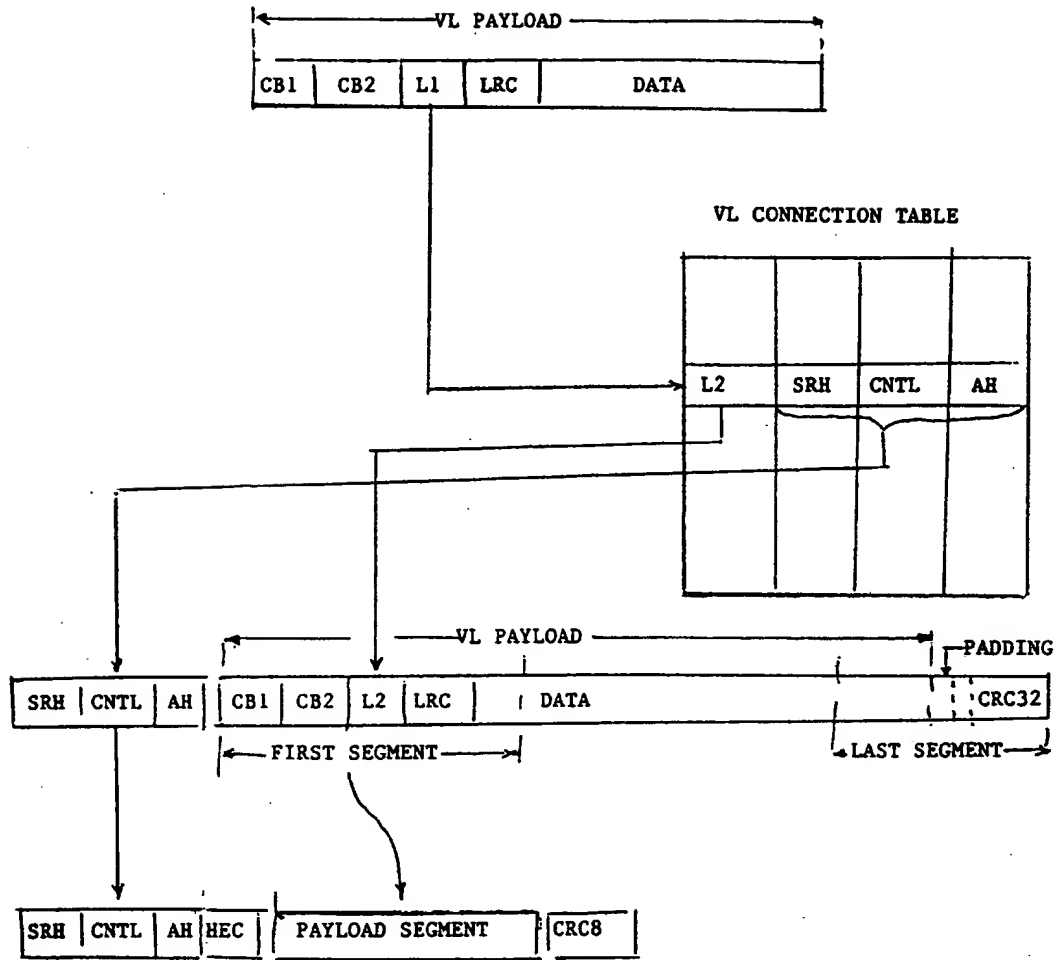 VL PAYLOAD
CB1 CB2 L1 LRC DATA
VL CONNECTION TABLE
L2 SRH CNTL AH
VL PAYLOAD
PADDING
SRH CNTL AH CB1 CB2 L2 LRC DATA CRC32
FIRST SEGMENT
LAST SEGMENT
SRH CNTL AH HEC PAYLOAD SEGMENT CRC8